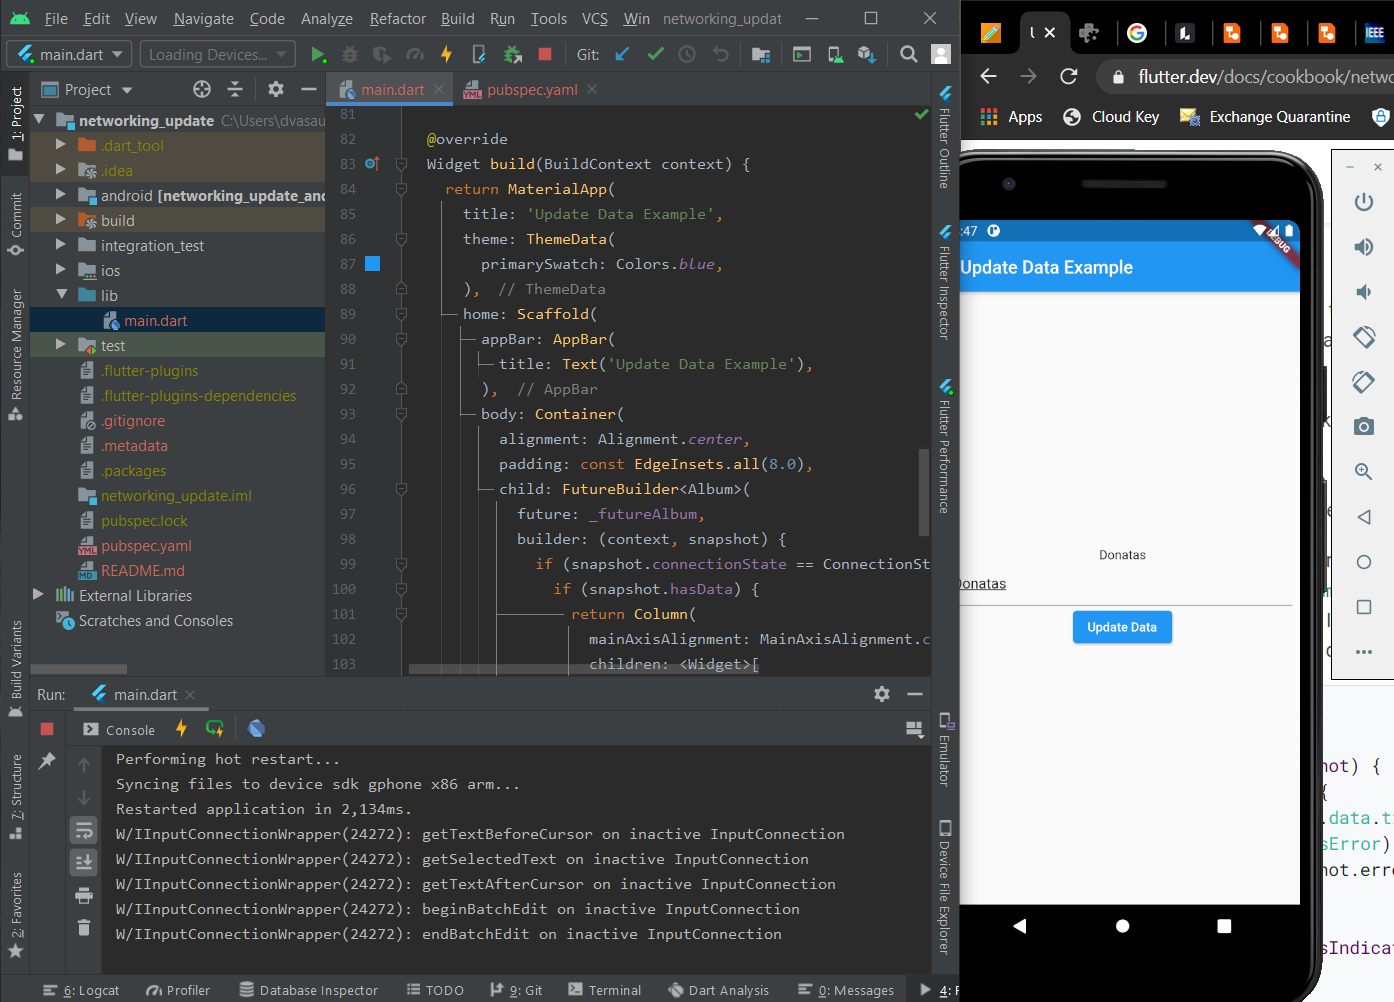 File Edit View Navigate Code Analyze Refactor Build Run Tools VCS Win networking_updat
main.dart Loading Devices... Git:
1: Project
Commit
Resource Manager
Build Variants
7: Structure
2: Favorites
Project
networking_update C:\Users\dvasau
.dart_tool
.idea
android [networking_update_and
build
integration_test
ios
lib
main.dart
test
.flutter-plugins
.flutter-plugins-dependencies
.gitignore
.metadata
.packages
networking_update.iml
pubspec.lock
pubspec.yaml
README.md
External Libraries
Scratches and Consoles
main.dart pubspec.yaml
81
82 @override
83 Widget build(BuildContext context) {
84 return MaterialApp(
85 title: 'Update Data Example',
86 theme: ThemeData(
87 primarySwatch: Colors.blue,
88 ), // ThemeData
89 home: Scaffold(
90 appBar: AppBar(
91 title: Text('Update Data Example'),
92 ), // AppBar
93 body: Container(
94 alignment: Alignment.center,
95 padding: const EdgeInsets.all(8.0),
96 child: FutureBuilder<Album>(
97 future: _futureAlbum,
98 builder: (context, snapshot) {
99 if (snapshot.connectionState == ConnectionSt
100 if (snapshot.hasData) {
101 return Column(
102 mainAxisAlignment: MainAxisAlignment.c
103 children: <Widget>[
Flutter Outline
Flutter Inspector
Flutter Performance
Emulator
Device File Explorer
Run: main.dart
Console
Performing hot restart...
Syncing files to device sdk gphone x86 arm...
Restarted application in 2,134ms.
W/IInputConnectionWrapper(24272): getTextBeforeCursor on inactive InputConnection
W/IInputConnectionWrapper(24272): getSelectedText on inactive InputConnection
W/IInputConnectionWrapper(24272): getTextAfterCursor on inactive InputConnection
W/IInputConnectionWrapper(24272): beginBatchEdit on inactive InputConnection
W/IInputConnectionWrapper(24272): endBatchEdit on inactive InputConnection
6: Logcat Profiler Database Inspector TODO 9: Git Terminal Dart Analysis 0: Messages 4: F
IEEE
flutter.dev/docs/cookbook/netwo
Apps Cloud Key Exchange Quarantine
:47
DEBUG
Update Data Example
Donatas
Donatas
Update Data
not) {
{
.data.t
sError)
not.erro
sIndicat